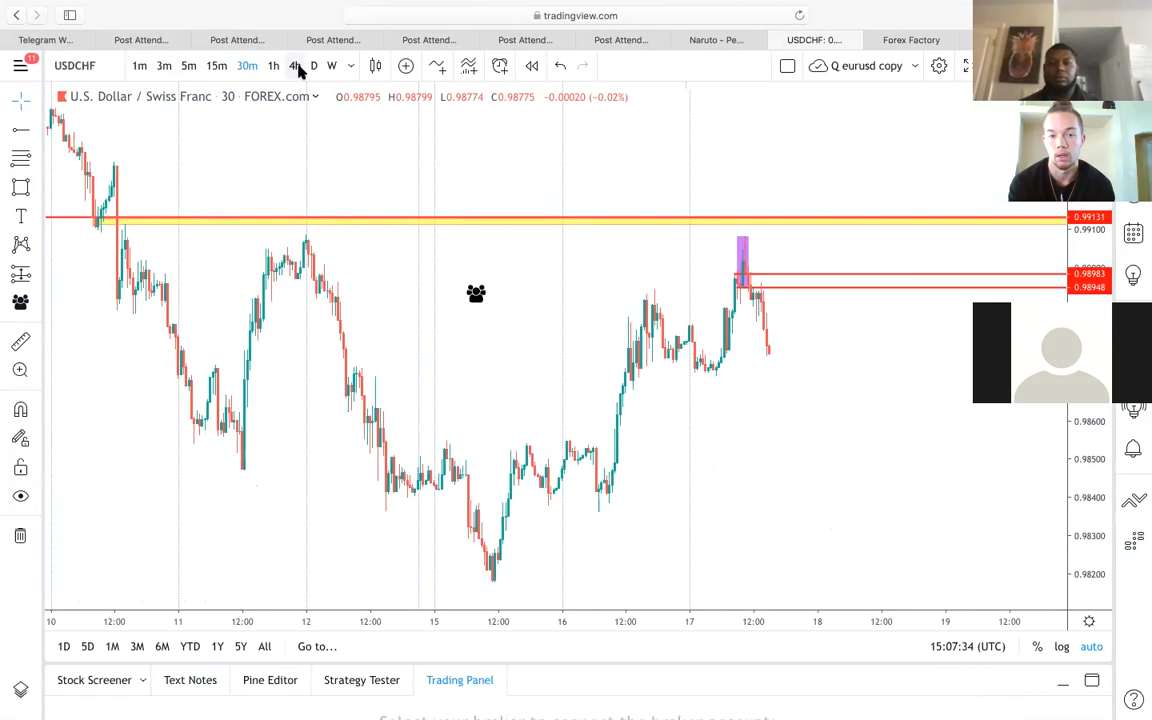 tradingview.com
Telegram W...
Post Attend...
Post Attend...
Post Attend...
Post Attend...
Post Attend...
Post Attend...
Naruto - Pe...
USDCHF: 0....
Forex Factory
11
USDCHF
1m 3m 5m 15m 30m 1h 4h D W
Q eurusd copy
U.S. Dollar / Swiss Franc · 30 · FOREX.com
O0.98795 H0.98799 L0.98774 C0.98775 -0.00020 (-0.02%)
0.99131
0.99100
0.98983
0.98948
0.98600
0.98500
0.98400
0.98300
0.98200
10 12:00 11 12:00 12 12:00 15 12:00 16 12:00 17 12:00 18 12:00 19 12:00
1D 5D 1M 3M 6M YTD 1Y 5Y All Go to...
15:07:34 (UTC) % log auto
Stock Screener Text Notes Pine Editor Strategy Tester Trading Panel